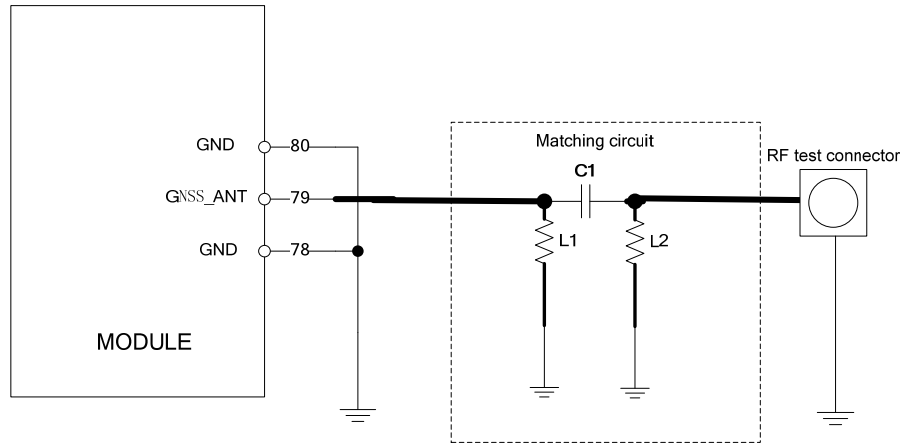 GND 80
GNSS_ANT 79
GND 78
MODULE
Matching circuit
C1
L1
L2
RF test connector